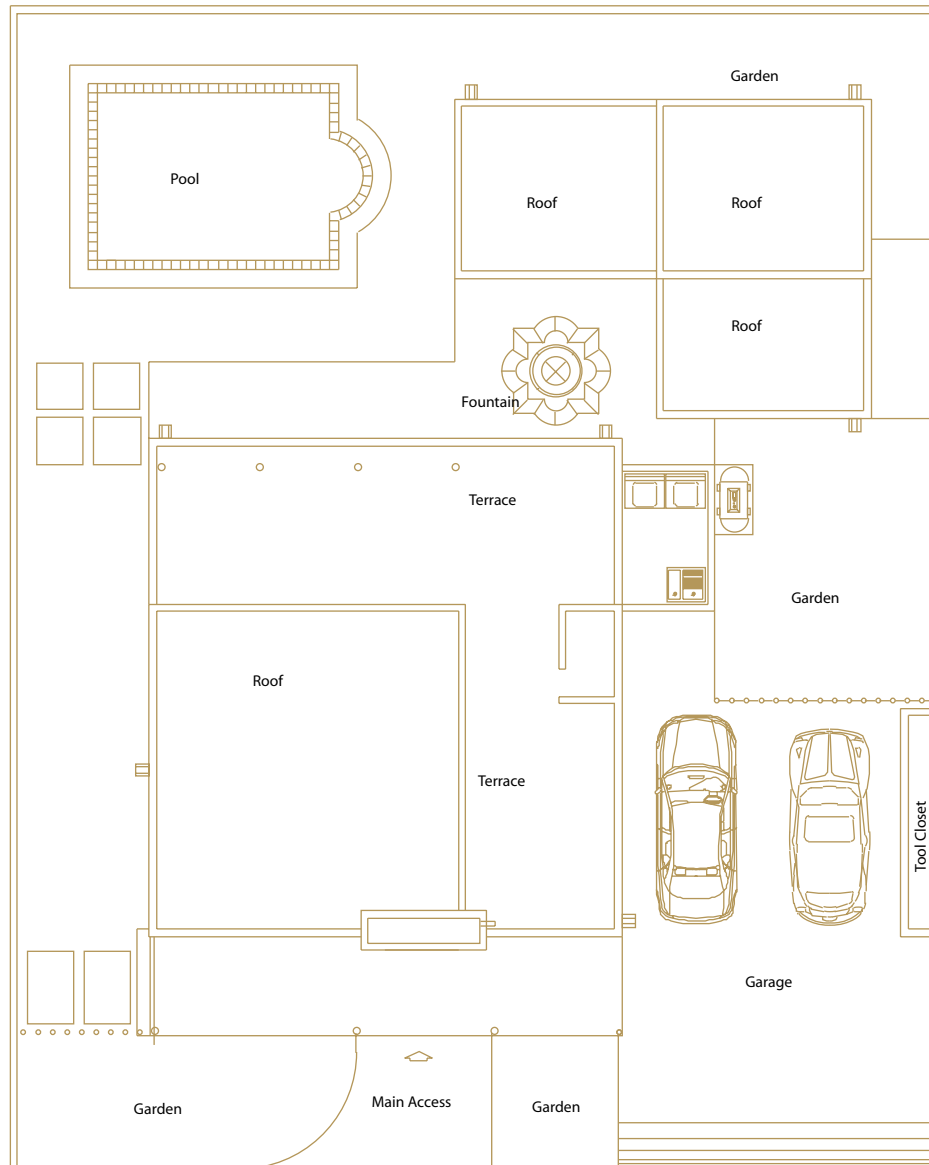 Garden
Pool
Roof
Roof
Roof
Fountain
Terrace
Garden
Roof
Terrace
Tool Closet
Garage
Main Access
Garden
Garden